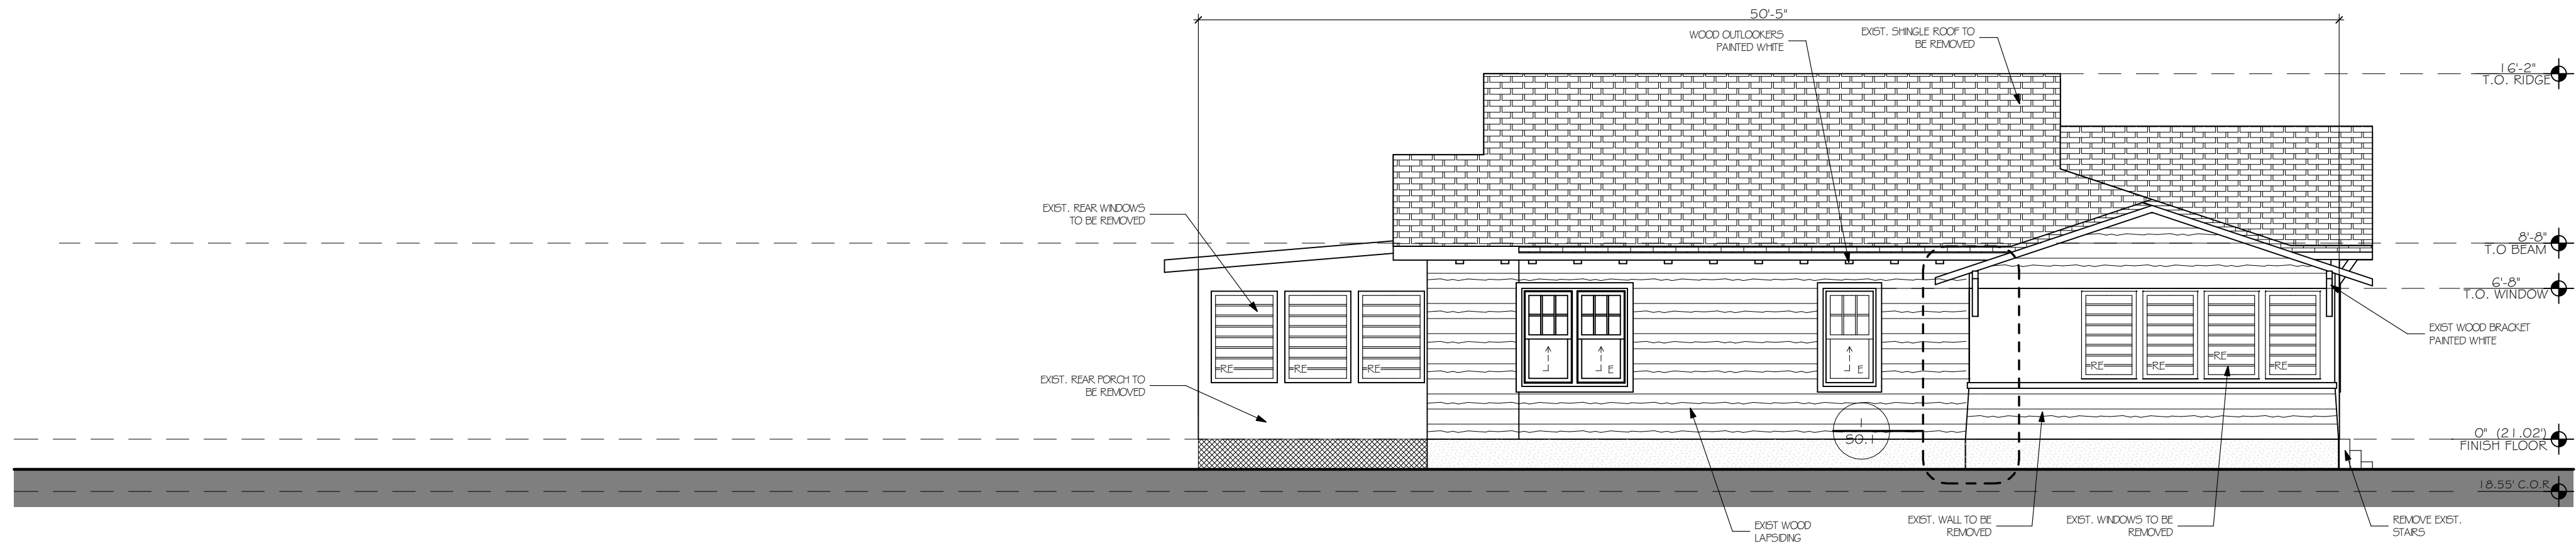 50'-5"
WOOD OUTLOOKERS
PAINTED WHITE
EXIST. SHINGLE ROOF TO
BE REMOVED
16'-2"
T.O. RIDGE
EXIST. REAR WINDOWS
TO BE REMOVED
8'-8"
T.O BEAM
6'-8"
T.O. WINDOW
EXIST WOOD BRACKET
PAINTED WHITE
RE
RE
RE
E
E
RE
RE
RE
RE
EXIST. REAR PORCH TO
BE REMOVED
1
S0.1
0" (21.02')
FINISH FLOOR
18.55' C.O.R
EXIST WOOD
LAPSIDING
EXIST. WALL TO BE
REMOVED
EXIST. WINDOWS TO BE
REMOVED
REMOVE EXIST.
STAIRS